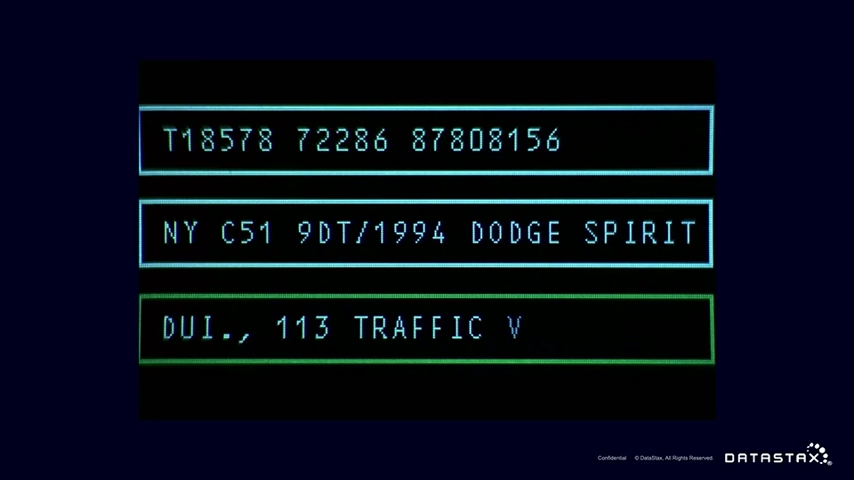 T18578 72286 87808156
NY C51 9DT/1994 DODGE SPIRIT
DUI., 113 TRAFFIC V
Confidential © DataStax, All Rights Reserved.
DATASTAX®